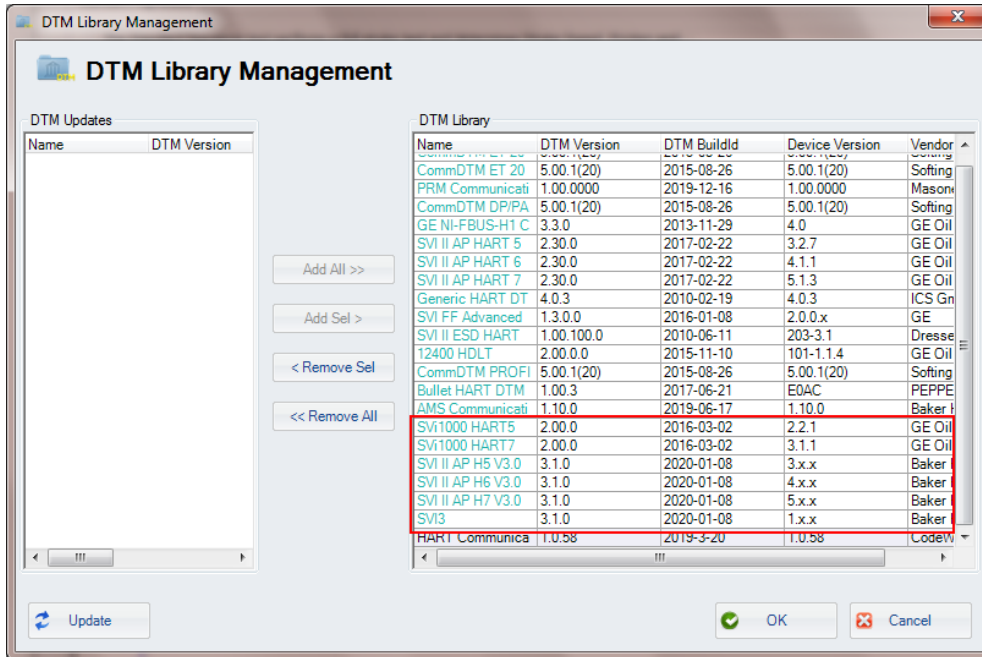 DTM Library Management
DTM Library Management
DTM Updates
Name DTM Version
Add All >>
Add Sel >
< Remove Sel
<< Remove All
DTM Library
Name DTM Version DTM BuildId Device Version Vendor
CommDTM ET 20 5.00.1(20) 2015-08-26 5.00.1(20) Softing
PRM Communicati 1.00.0000 2019-12-16 1.00.0000 Masone
CommDTM DP/PA 5.00.1(20) 2015-08-26 5.00.1(20) Softing
GE NI-FBUS-H1 C 3.3.0 2013-11-29 4.0 GE Oil
SVI II AP HART 5 2.30.0 2017-02-22 3.2.7 GE Oil
SVI II AP HART 6 2.30.0 2017-02-22 4.1.1 GE Oil
SVI II AP HART 7 2.30.0 2017-02-22 5.1.3 GE Oil
Generic HART DT 4.0.3 2010-02-19 4.0.3 ICS Gm
SVI FF Advanced 1.3.0.0 2016-01-08 2.0.0.x GE
SVI II ESD HART 1.00.100.0 2010-06-11 203-3.1 Dresse
12400 HDLT 2.00.0.0 2015-11-10 101-1.1.4 GE Oil
CommDTM PROFI 5.00.1(20) 2015-08-26 5.00.1(20) Softing
Bullet HART DTM 1.00.3 2017-06-21 E0AC PEPPE
AMS Communicati 1.10.0 2019-06-17 1.10.0 Baker H
SVi1000 HART5 2.00.0 2016-03-02 2.2.1 GE Oil
SVi1000 HART7 2.00.0 2016-03-02 3.1.1 GE Oil
SVI II AP H5 V3.0 3.1.0 2020-01-08 3.x.x Baker
SVI II AP H6 V3.0 3.1.0 2020-01-08 4.x.x Baker
SVI II AP H7 V3.0 3.1.0 2020-01-08 5.x.x Baker
SVI3 3.1.0 2020-01-08 1.x.x Baker
HART Communica 1.0.58 2019-3-20 1.0.58 CodeW
Update
OK
Cancel